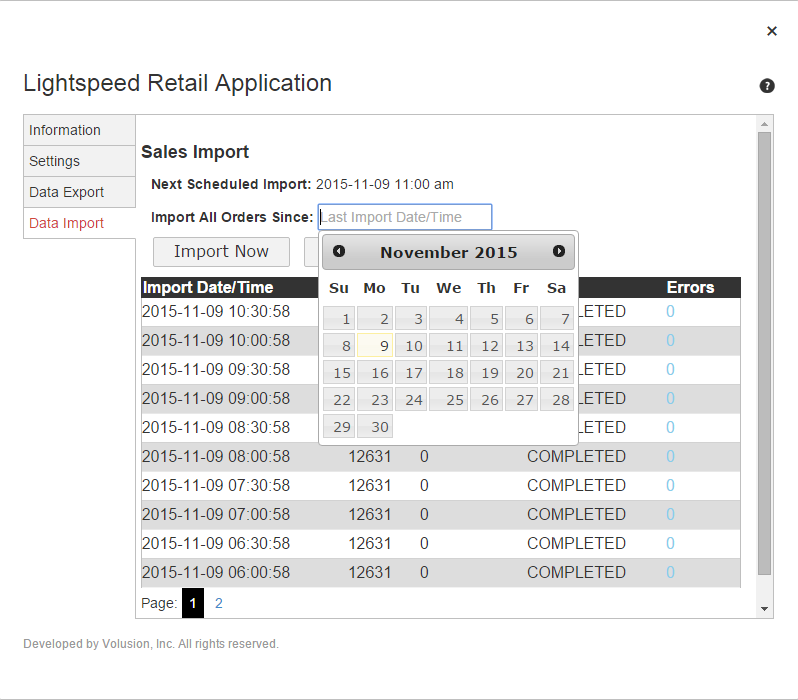 ×
Lightspeed Retail Application
?
Information
Settings
Data Export
Data Import
Sales Import
Next Scheduled Import: 2015-11-09 11:00 am
Import All Orders Since: Last Import Date/Time
Import Now
November 2015
Su Mo Tu We Th Fr Sa
1 2 3 4 5 6 7
8 9 10 11 12 13 14
15 16 17 18 19 20 21
22 23 24 25 26 27 28
29 30
Import Date/Time Errors
2015-11-09 10:30:58 LETED 0
2015-11-09 10:00:58 LETED 0
2015-11-09 09:30:58 LETED 0
2015-11-09 09:00:58 LETED 0
2015-11-09 08:30:58 LETED 0
2015-11-09 08:00:58 12631 0 COMPLETED 0
2015-11-09 07:30:58 12631 0 COMPLETED 0
2015-11-09 07:00:58 12631 0 COMPLETED 0
2015-11-09 06:30:58 12631 0 COMPLETED 0
2015-11-09 06:00:58 12631 0 COMPLETED 0
Page: 1 2
Developed by Volusion, Inc. All rights reserved.